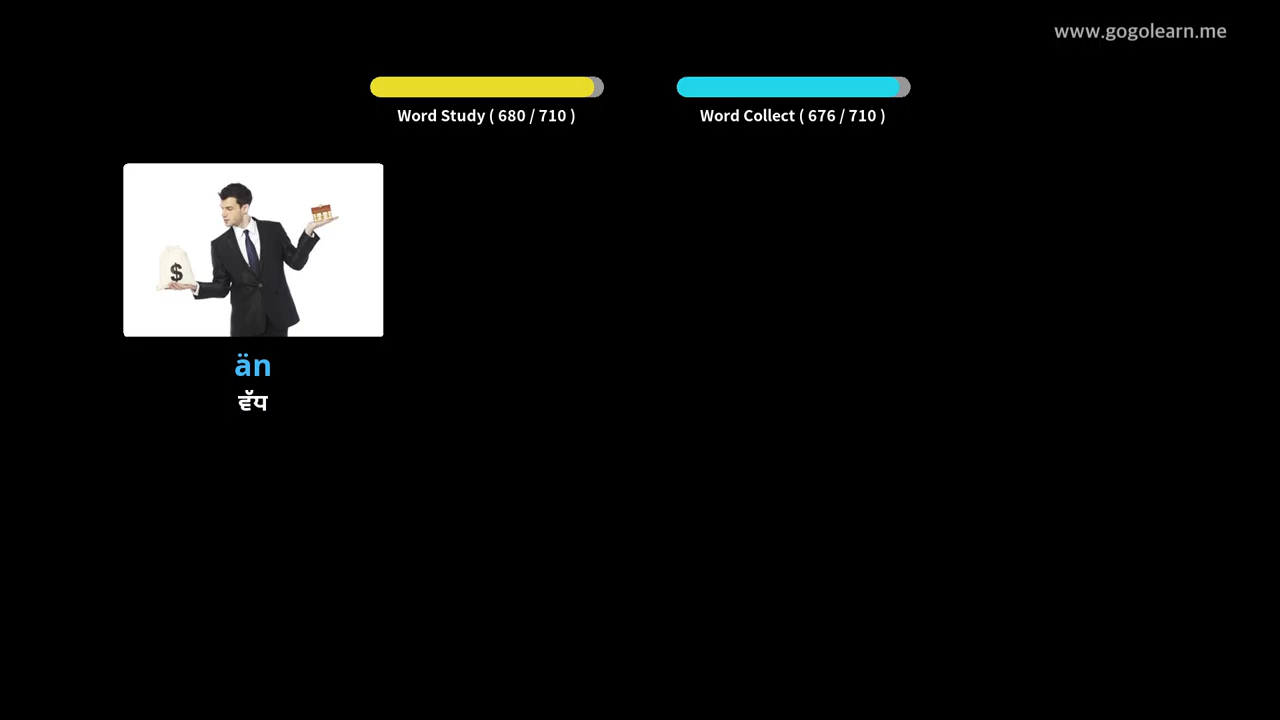 www.gogolearn.me
Word Study ( 680 / 710 )
Word Collect ( 676 / 710 )
$
än
ਵੱਧ